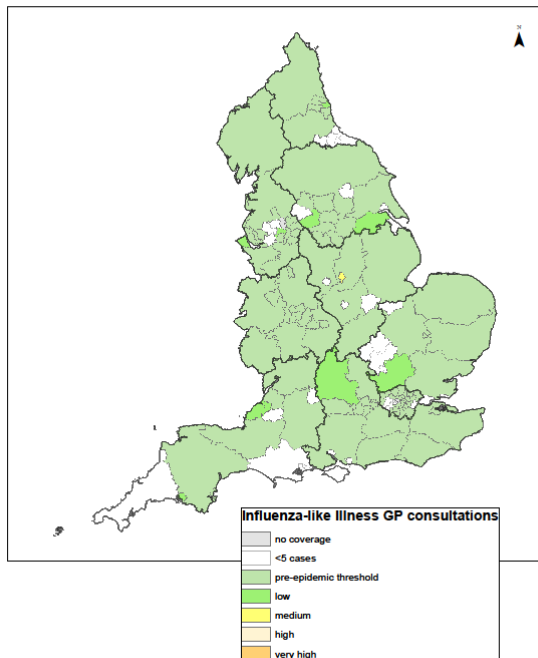 N
Influenza-like Illness GP consultations
no coverage
<5 cases
pre-epidemic threshold
low
medium
high
very high